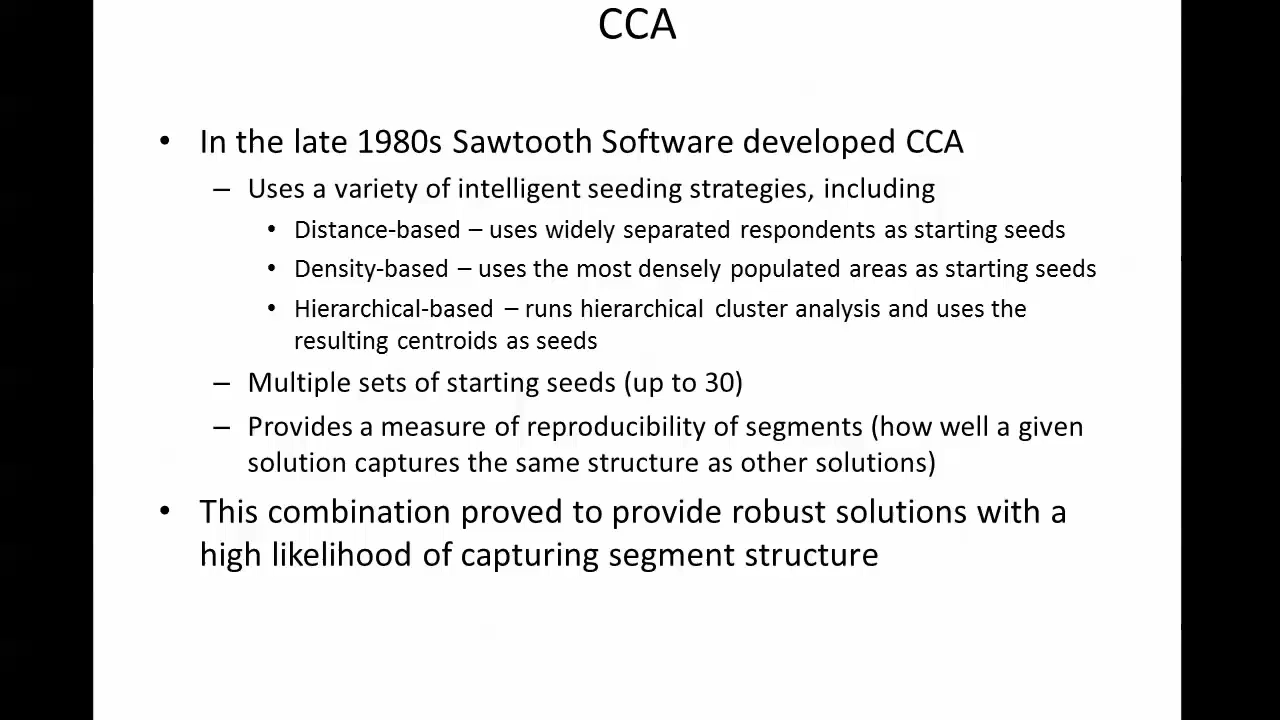 CCA
• In the late 1980s Sawtooth Software developed CCA
– Uses a variety of intelligent seeding strategies, including
• Distance-based – uses widely separated respondents as starting seeds
• Density-based – uses the most densely populated areas as starting seeds
• Hierarchical-based – runs hierarchical cluster analysis and uses the
resulting centroids as seeds
– Multiple sets of starting seeds (up to 30)
– Provides a measure of reproducibility of segments (how well a given
solution captures the same structure as other solutions)
• This combination proved to provide robust solutions with a
high likelihood of capturing segment structure